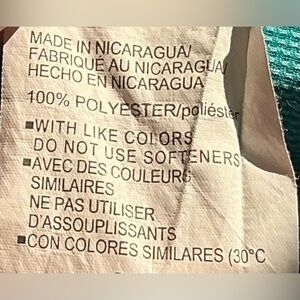 MADE IN NICARAGUA/
FABRIQUÉ AU NICARAGUA/
HECHO EN NICARAGUA
100% POLYESTER/poliéster
■WITH LIKE COLORS
DO NOT USE SOFTENERS
■AVEC DES COULEURS
SIMILAIRES
NE PAS UTILISER
D'ASSOUPLISSANTS
■CON COLORES SIMILARES (30°C